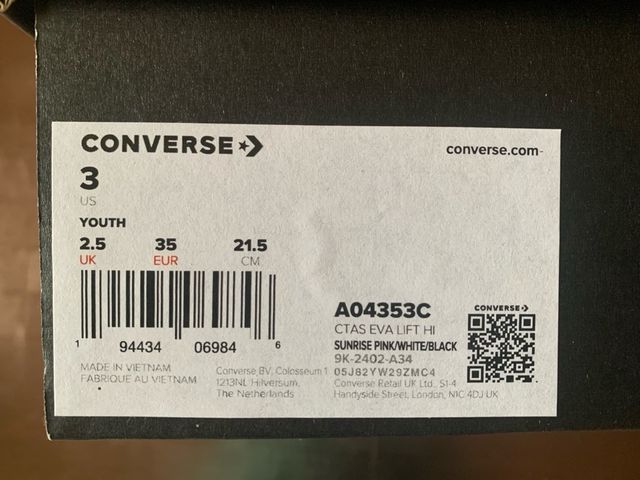 CONVERSE
converse.com
3
US
YOUTH
2.5 35 21.5
UK EUR CM
1 94434 06984 6
MADE IN VIETNAM
FABRIQUE AU VIETNAM
Converse BV, Colosseum 1
1213NL Hilversum,
The Netherlands
A04353C
CTAS EVA LIFT HI
SUNRISE PINK/WHITE/BLACK
9K-2402-A34
05J82YW29ZMC4
Converse Retail UK Ltd., S1-4
Handyside Street, London, N1C 4DJ UK
CONVERSE